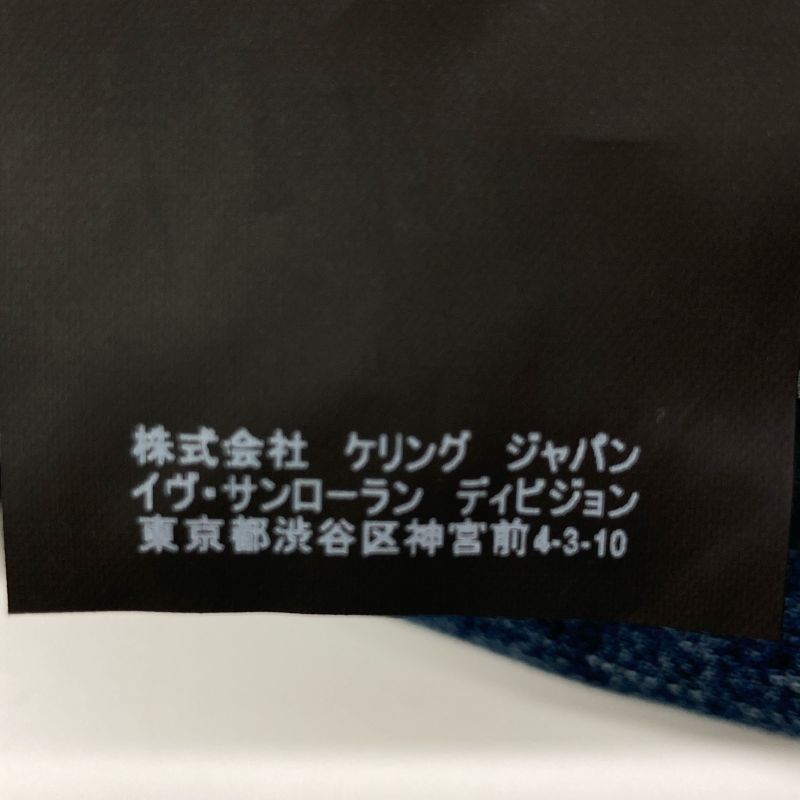 株式会社 ケリング ジャパン
イヴ・サンローラン ディビジョン
東京都渋谷区神宮前4-3-10